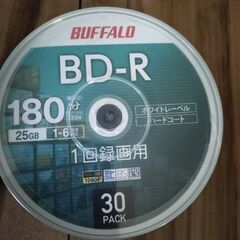 BUFFALO
BD-R
180分
25GB
1-6
ホワイトレーベル
ハードコート
1回録画用
30
PACK